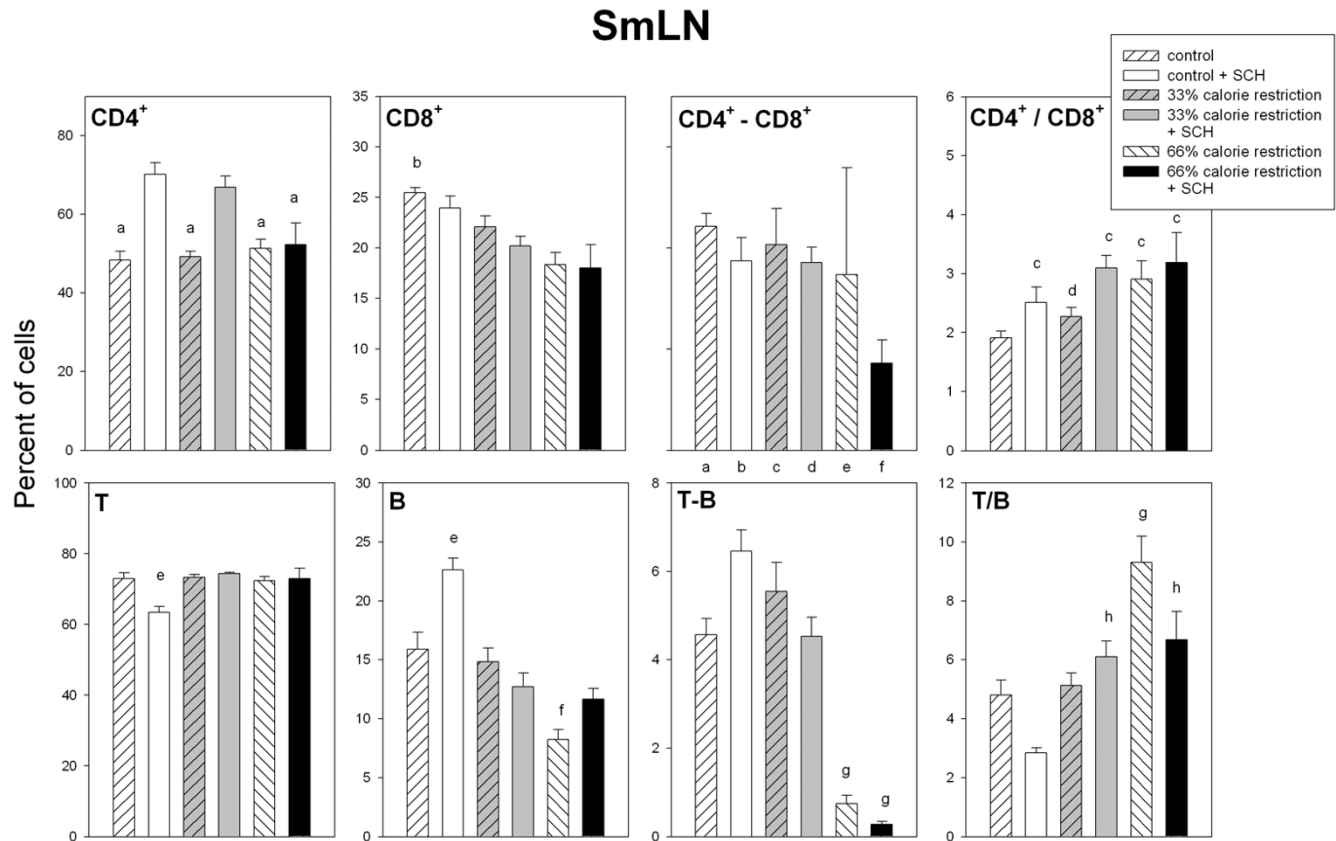 SmLN
control
control + SCH
33% calorie restriction
33% calorie restriction
+ SCH
66% calorie restriction
66% calorie restriction
+ SCH
Percent of cells
CD4⁺
80
60
40
20
0
a
a
a
a
CD8⁺
35
30
25
20
15
10
5
0
b
CD4⁺ - CD8⁺
a
b
c
d
e
f
CD4⁺ / CD8⁺
6
5
4
3
2
1
0
c
d
c
c
c
T
100
80
60
40
20
0
e
B
30
25
20
15
10
5
0
e
f
T-B
8
6
4
2
0
g
g
T/B
12
10
8
6
4
2
0
h
g
h